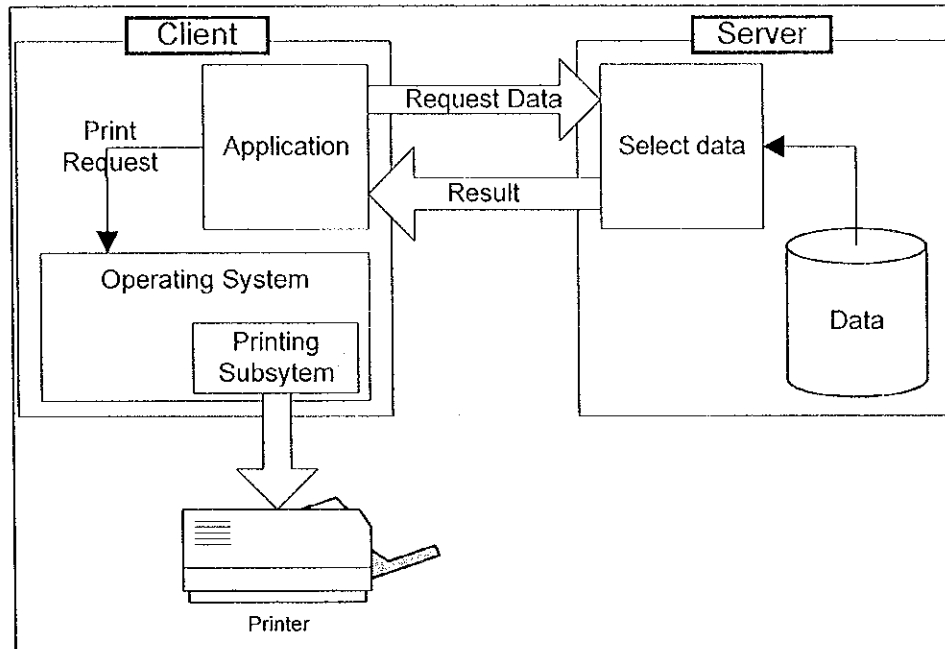 Client
Server
Request Data
Print
Request
Application
Select data
Result
Operating System
Printing
Subsytem
Data
Printer